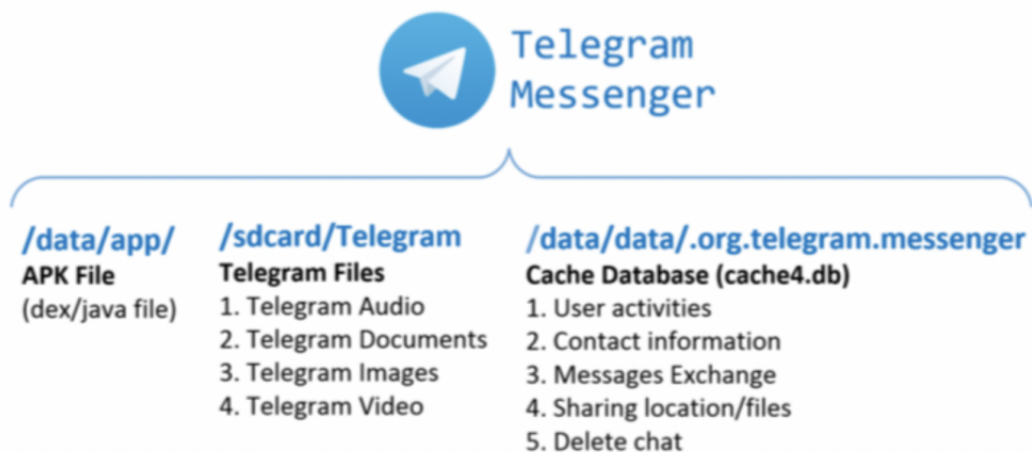 Telegram
Messenger
/data/app/
APK File
(dex/java file)
/sdcard/Telegram
Telegram Files
1. Telegram Audio
2. Telegram Documents
3. Telegram Images
4. Telegram Video
/data/data/.org.telegram.messenger
Cache Database (cache4.db)
1. User activities
2. Contact information
3. Messages Exchange
4. Sharing location/files
5. Delete chat